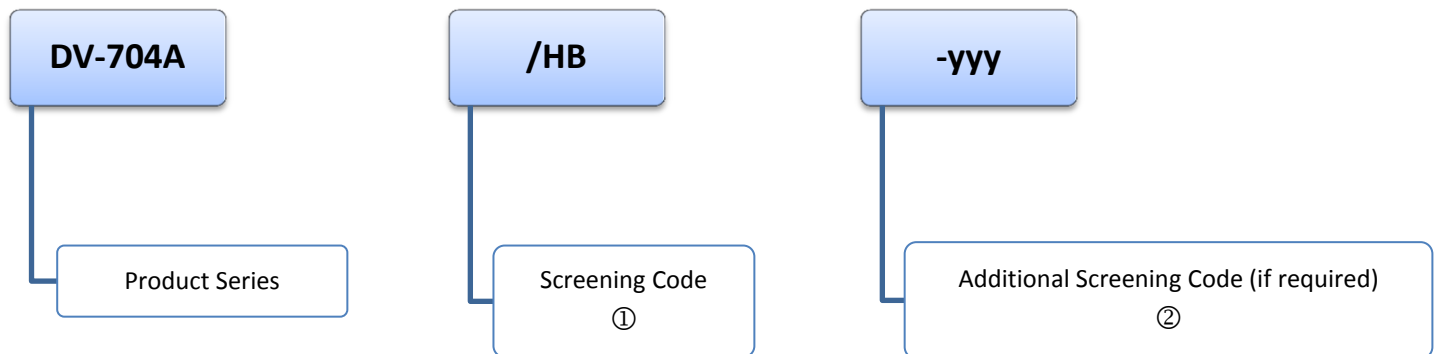 DV-704A
/HB
-yyy
Product Series
Screening Code
①
Additional Screening Code (if required)
②